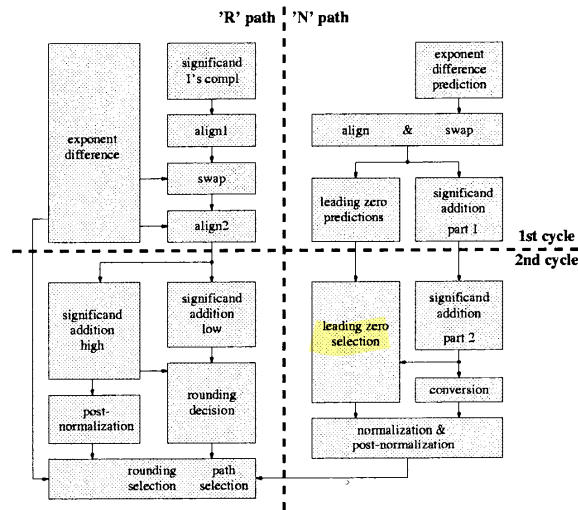 'R' path
'N' path
significand
1's compl
exponent
difference
prediction
exponent
difference
align1
align & swap
swap
leading zero
predictions
significand
addition
part 1
align2
1st cycle
2nd cycle
significand
addition
high
significand
addition
low
leading zero
selection
significand
addition
part 2
rounding
decision
conversion
post-
normalization
normalization &
post-normalization
rounding
selection
path
selection